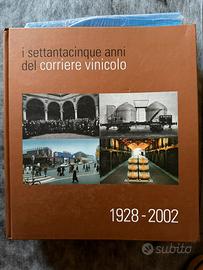 i settantacinque anni
del corriere vinicolo
1928 - 2002
subito